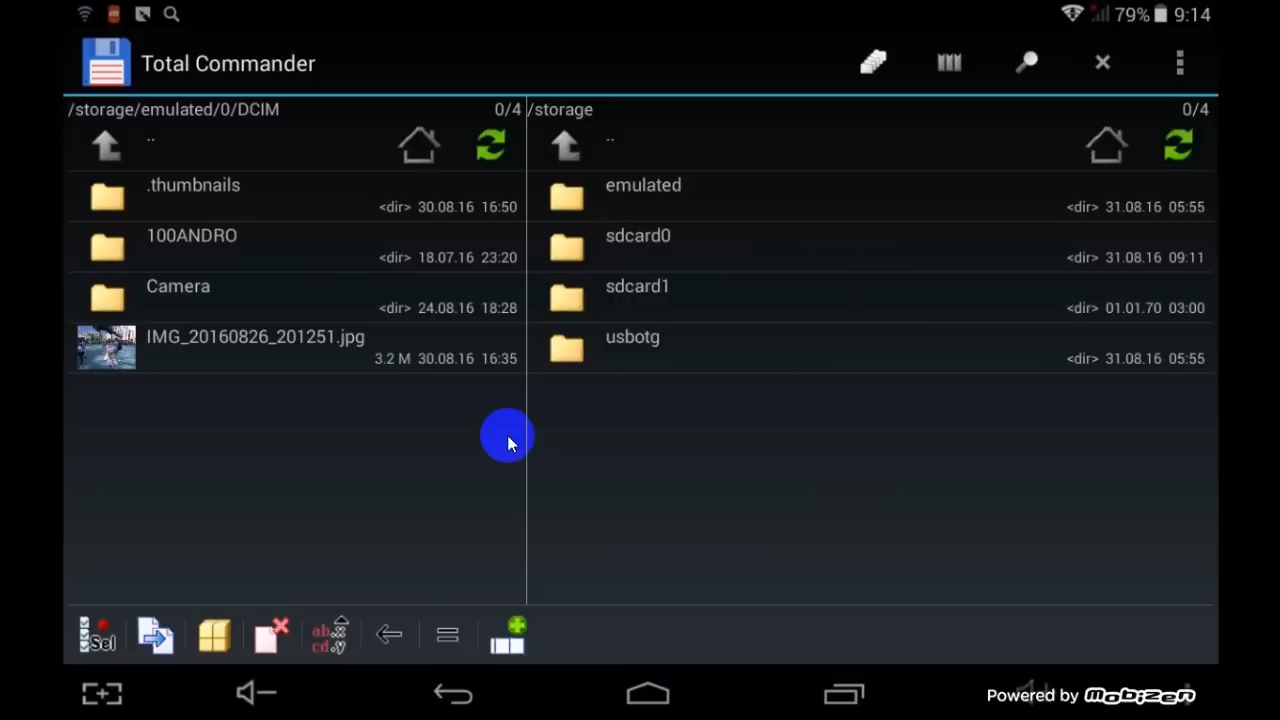 79% 9:14
Total Commander
/storage/emulated/0/DCIM 0/4
/storage 0/4
..
..
.thumbnails
<dir> 30.08.16 16:50
100ANDRO
<dir> 18.07.16 23:20
Camera
<dir> 24.08.16 18:28
IMG_20160826_201251.jpg
3.2 M 30.08.16 16:35
emulated
<dir> 31.08.16 05:55
sdcard0
<dir> 31.08.16 09:11
sdcard1
<dir> 01.01.70 03:00
usbotg
<dir> 31.08.16 05:55
Sel
ab.x
cd.y
Powered by Mobizen